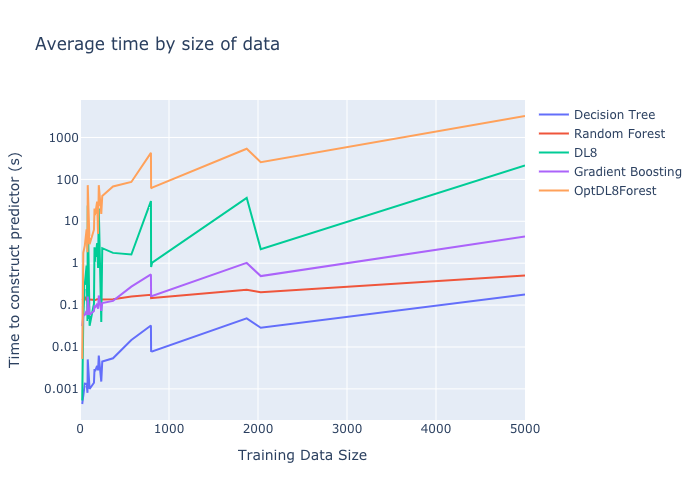 Average time by size of data
Time to construct predictor (s)
1000
100
10
1
0.1
0.01
0.001
0
1000
2000
3000
4000
5000
Training Data Size
Decision Tree
Random Forest
DL8
Gradient Boosting
OptDL8Forest